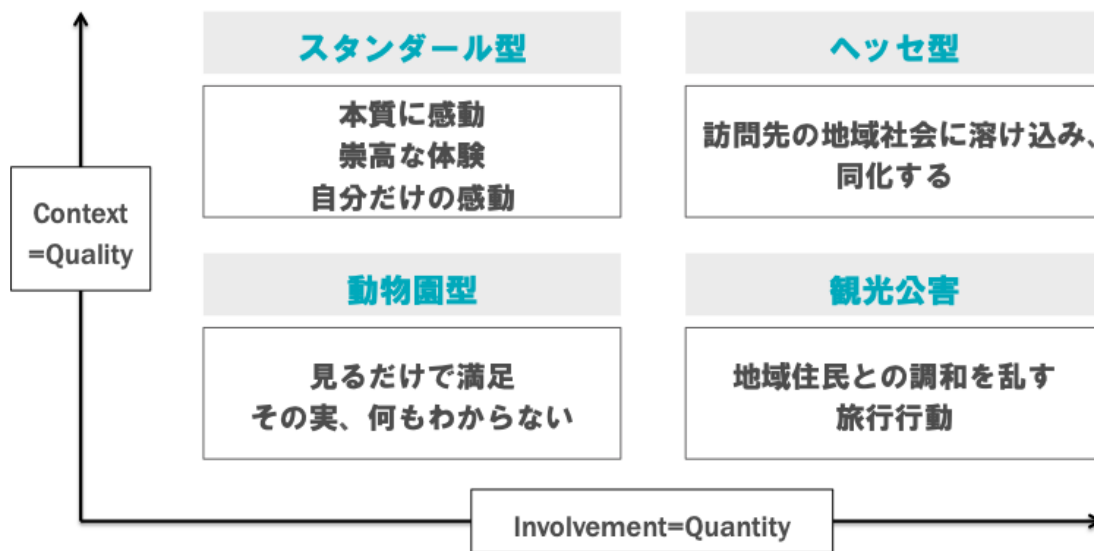 スタンダール型
本質に感動
崇高な体験
自分だけの感動
ヘッセ型
訪問先の地域社会に溶け込み、
同化する
Context
=Quality
動物園型
見るだけで満足
その実、何もわからない
観光公害
地域住民との調和を乱す
旅行行動
Involvement=Quantity